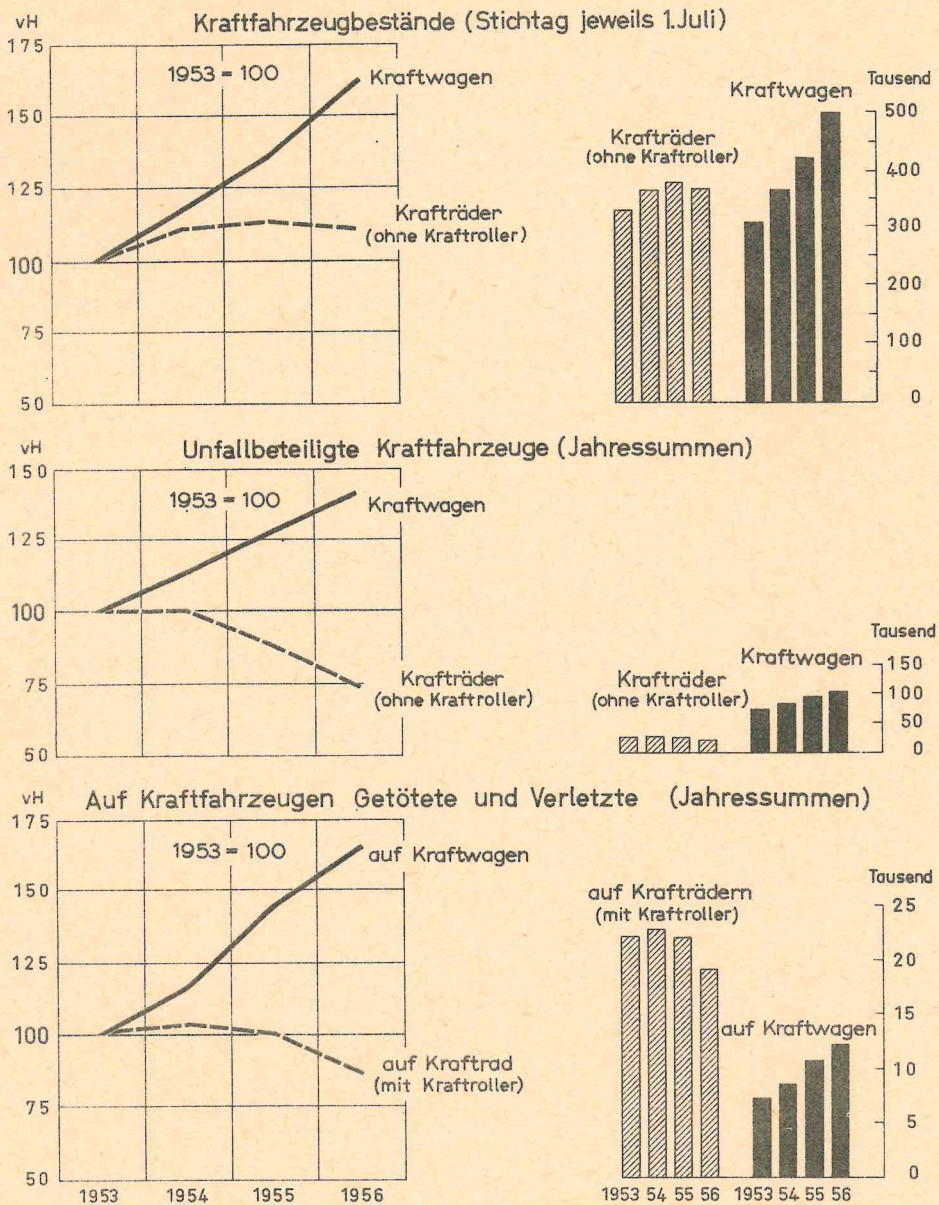 Kraftfahrzeugbestände (Stichtag jeweils 1.Juli)
vH
175
150
125
100
75
50
1953 = 100
Kraftwagen
Krafträder
(ohne Kraftroller)
Krafträder
(ohne Kraftroller)
Kraftwagen
Tausend
500
400
300
200
100
0
Unfallbeteiligte Kraftfahrzeuge (Jahressummen)
vH
150
125
100
75
50
1953 = 100
Kraftwagen
Krafträder
(ohne Kraftroller)
Krafträder
(ohne Kraftroller)
Kraftwagen
Tausend
150
100
50
0
Auf Kraftfahrzeugen Getötete und Verletzte (Jahressummen)
vH
175
150
125
100
75
50
1953 = 100
auf Kraftwagen
auf Kraftrad
(mit Kraftroller)
1953 1954 1955 1956
auf Krafträdern
(mit Kraftroller)
auf Kraftwagen
Tausend
25
20
15
10
5
0
1953 54 55 56 1953 54 55 56